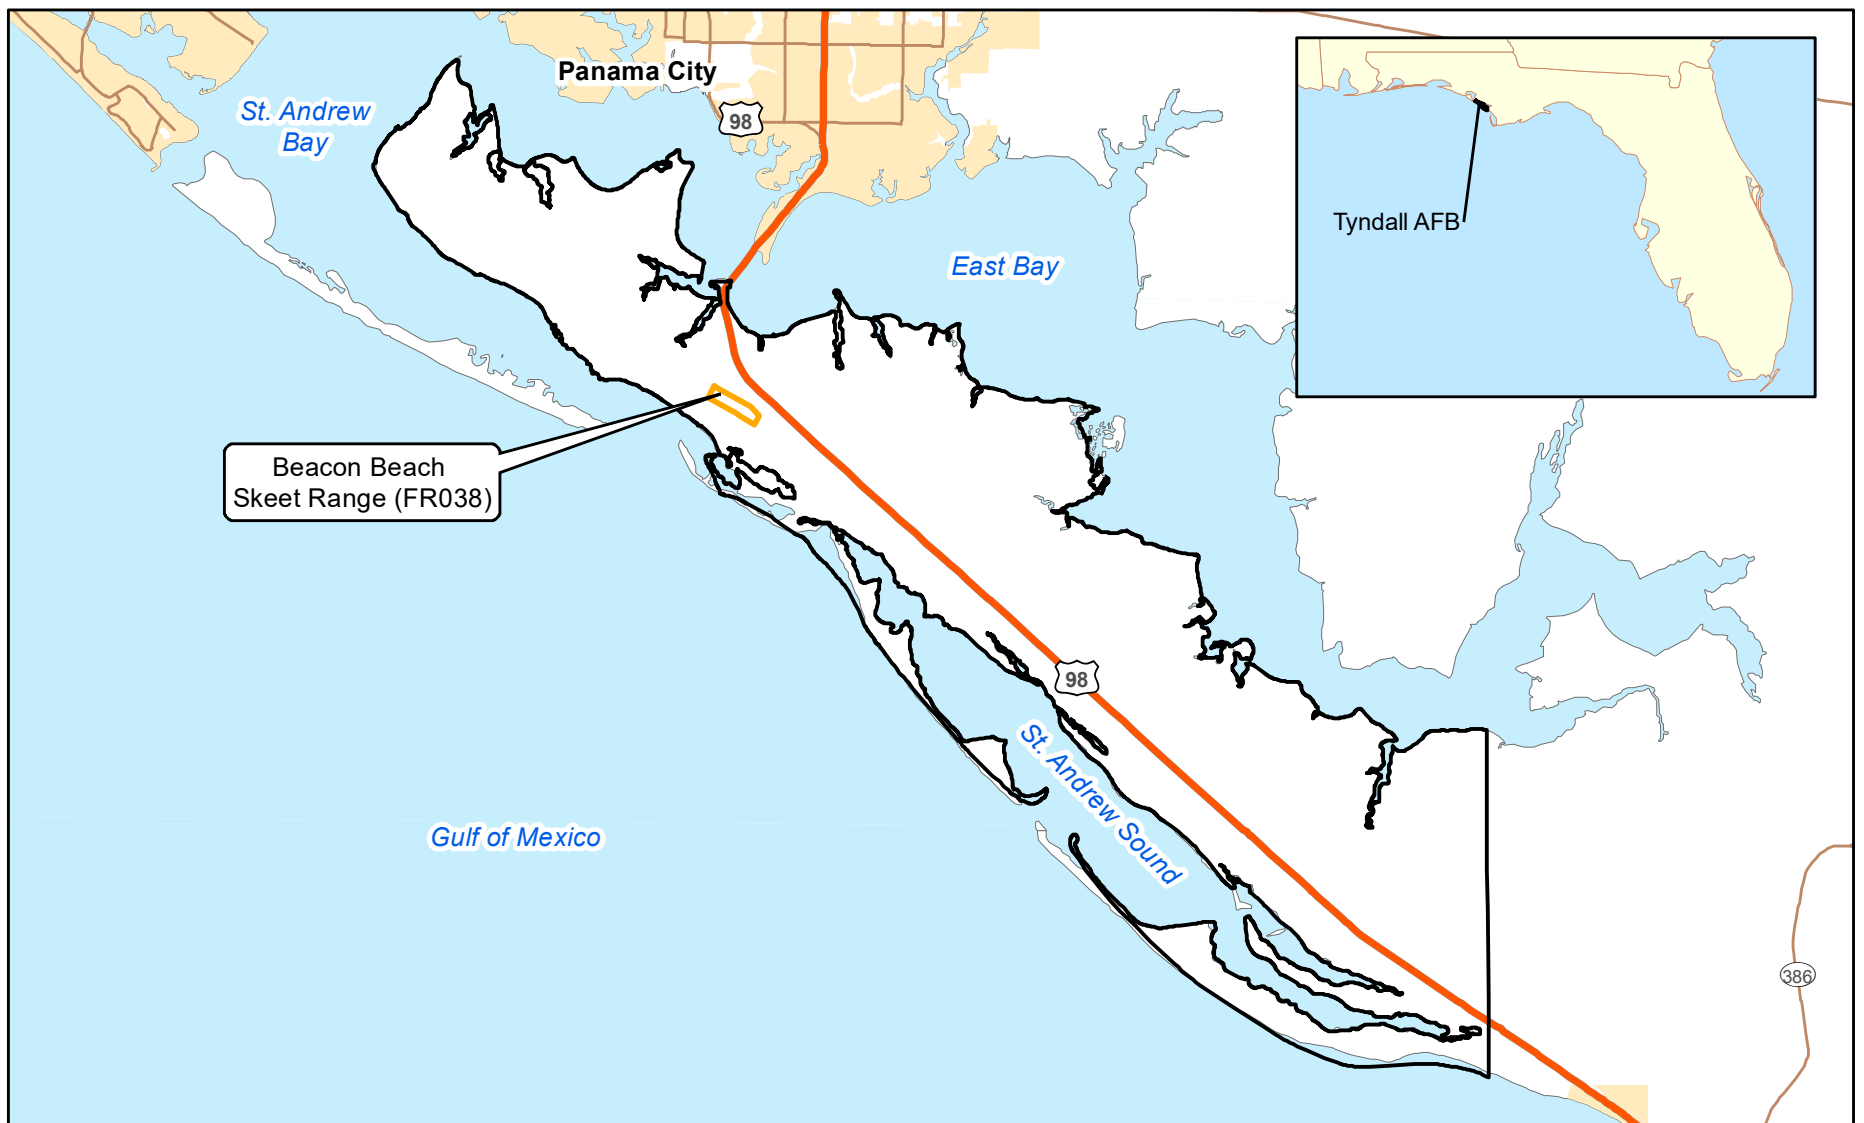 Panama City
98
St. Andrew
Bay
East Bay
Tyndall AFB
Beacon Beach
Skeet Range (FR038)
98
St. Andrew Sound
Gulf of Mexico
386